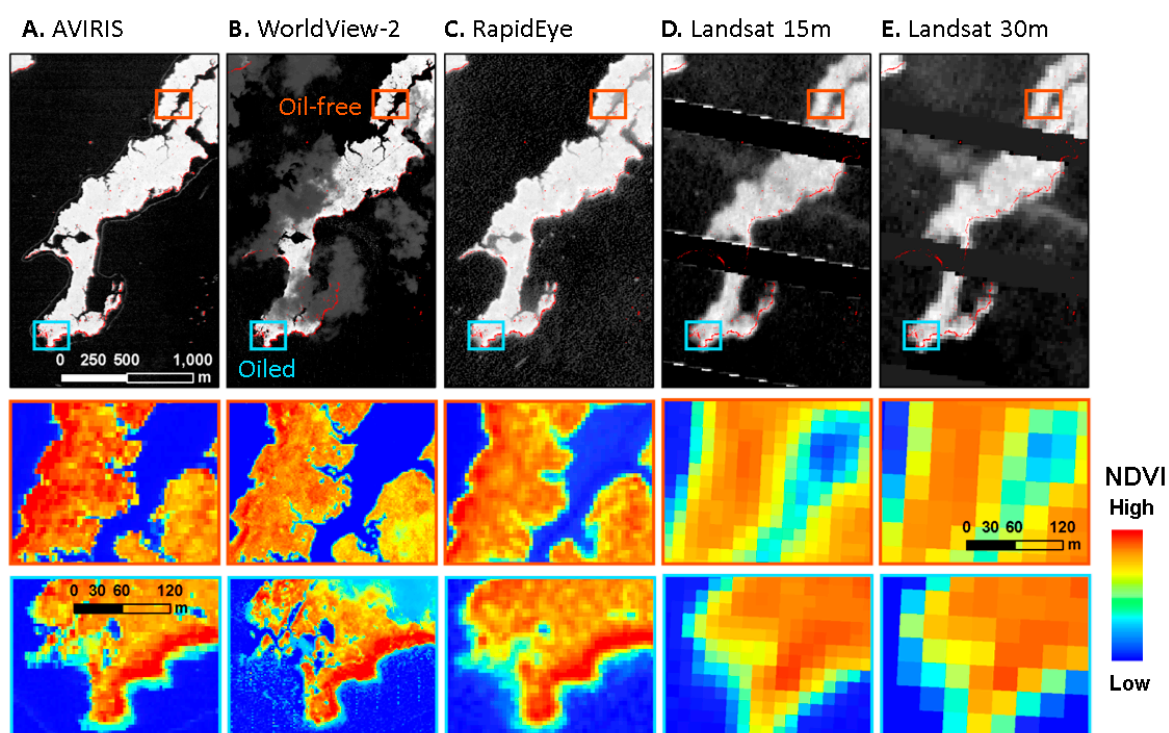 A. AVIRIS
B. WorldView-2
C. RapidEye
D. Landsat 15m
E. Landsat 30m
Oil-free
0 250 500 1,000
m
Oiled
NDVI
High
0 30 60 120
m
0 30 60 120
m
Low